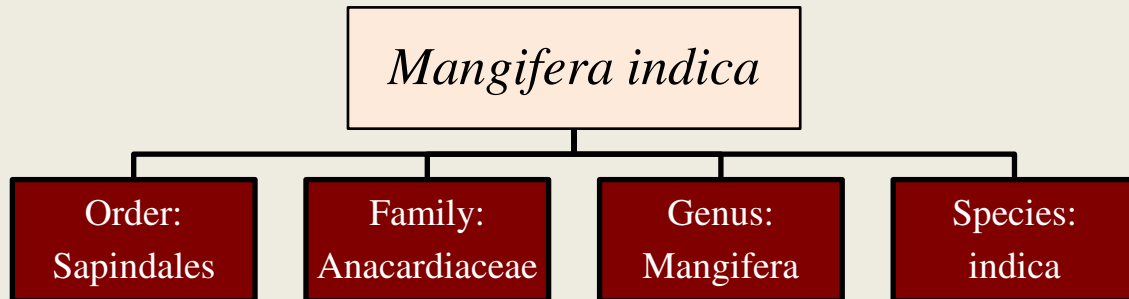 Mangifera indica
Order:
Sapindales
Family:
Anacardiaceae
Genus:
Mangifera
Species:
indica